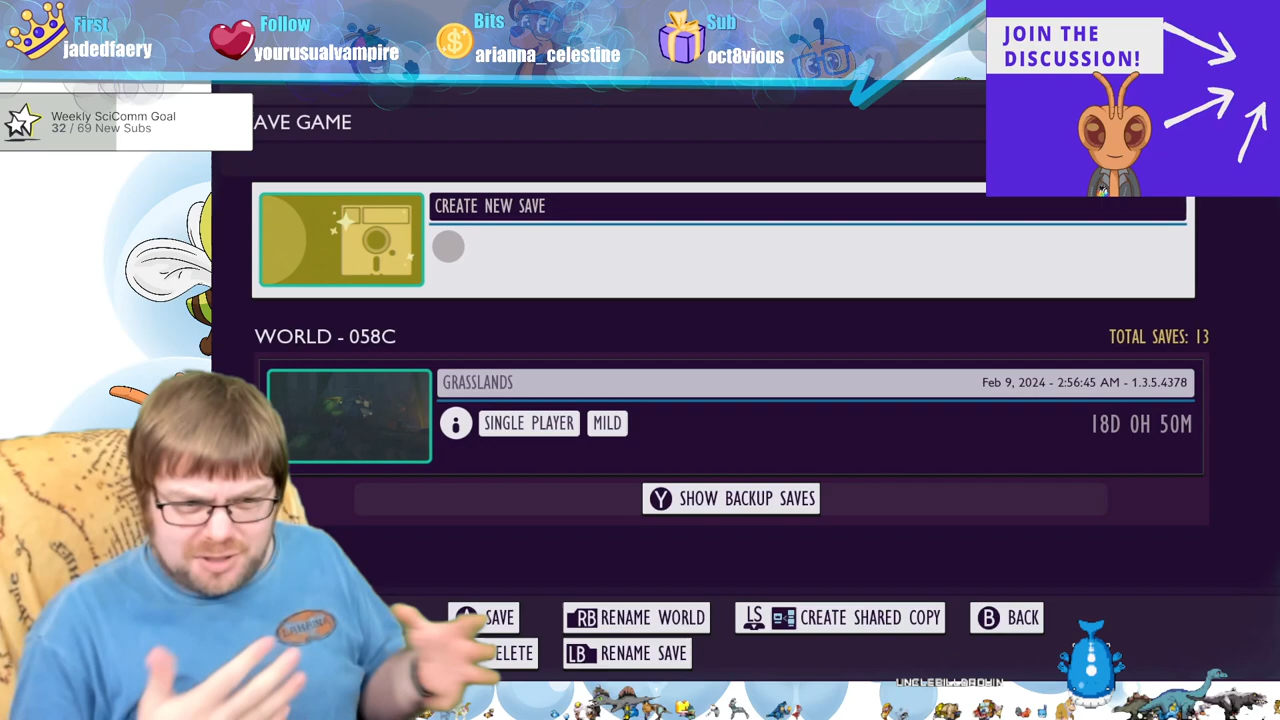 First
jadedfaery
Follow
yourusualvampire
Bits
arianna_celestine
Sub
oct8vious
JOIN THE
DISCUSSION!
Weekly SciComm Goal
32 / 69 New Subs
AVE GAME
CREATE NEW SAVE
WORLD - 058C
TOTAL SAVES: 13
GRASSLANDS
Feb 9, 2024 - 2:56:45 AM - 1.3.5.4378
SINGLE PLAYER
MILD
18D 0H 50M
Y SHOW BACKUP SAVES
SAVE
RB RENAME WORLD
LS CREATE SHARED COPY
B BACK
ELETE
LB RENAME SAVE
LAHAINA